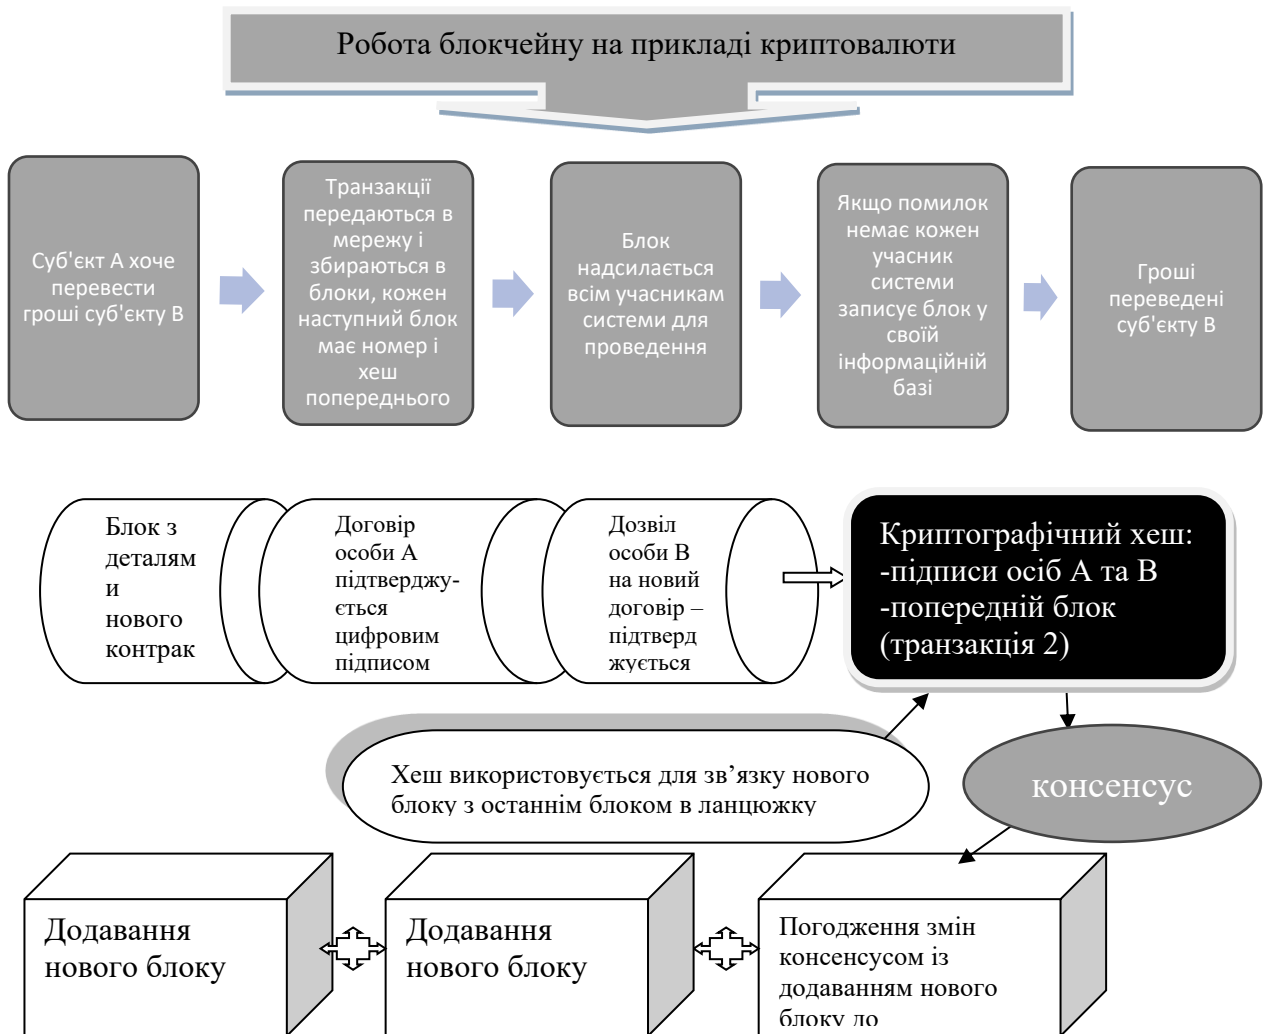 Робота блокчейну на прикладі криптовалюти
Суб'єкт А хоче
перевести
гроші суб'єкту В
Транзакції
передаються в
мережу і
збираються в
блоки, кожен
наступний блок
має номер і
хеш
попереднього
Блок
надсилається
всім учасникам
системи для
проведення
Якщо помилок
немає кожен
учасник
системи
записує блок у
своїй
інформаційній
базі
Гроші
переведені
суб'єкту В
Блок з
деталям
и
нового
контрак
Договір
особи А
підтверджу-
ється
цифровим
підписом
Дозвіл
особи В
на новий
договір –
підтверд
жується
Криптографічний хеш:
-підписи осіб А та В
-попередній блок
(транзакція 2)
Хеш використовується для зв’язку нового
блоку з останнім блоком в ланцюжку
консенсус
Додавання
нового блоку
Додавання
нового блоку
Погодження змін
консенсусом із
додаванням нового
блоку до